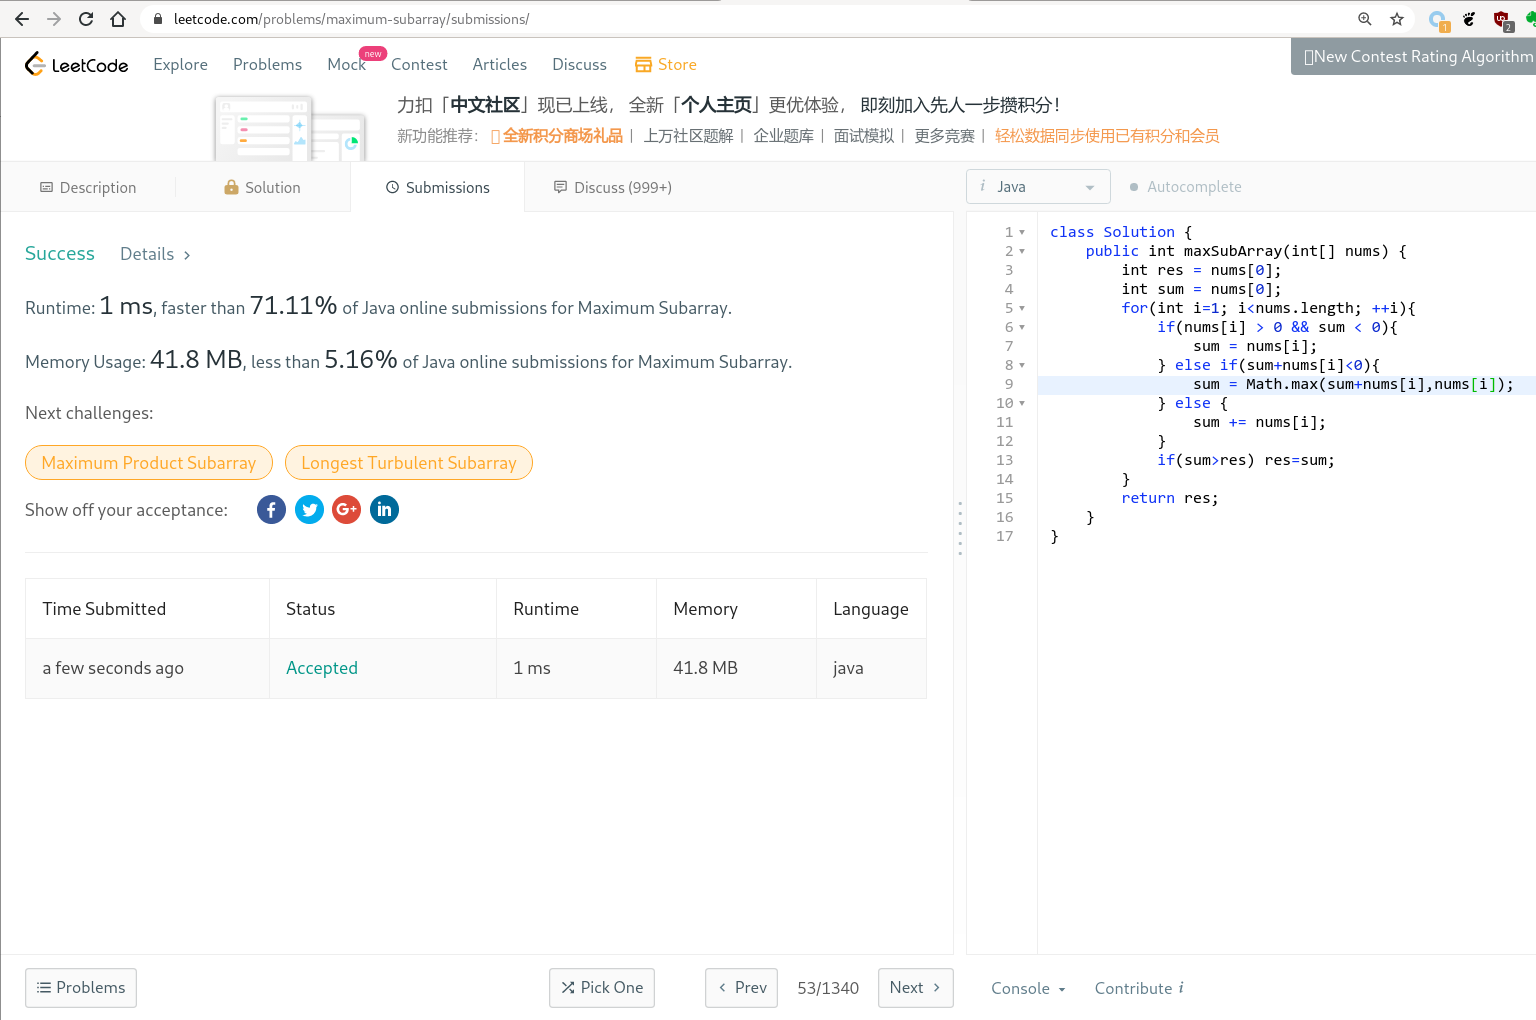 leetcode.com/problems/maximum-subarray/submissions/
1
2
LeetCode
Explore
Problems
Mock
new
Contest
Articles
Discuss
Store
New Contest Rating Algorithm
力扣「中文社区」现已上线， 全新「个人主页」更优体验， 即刻加入先人一步攒积分！
新功能推荐： 全新积分商场礼品 | 上万社区题解 | 企业题库 | 面试模拟 | 更多竞赛 | 轻松数据同步使用已有积分和会员
Description
Solution
Submissions
Discuss (999+)
i Java
Autocomplete
Success
Details
Runtime: 1 ms, faster than 71.11% of Java online submissions for Maximum Subarray.
Memory Usage: 41.8 MB, less than 5.16% of Java online submissions for Maximum Subarray.
Next challenges:
Maximum Product Subarray
Longest Turbulent Subarray
Show off your acceptance:
f
G+
in
Time Submitted Status Runtime Memory Language
a few seconds ago Accepted 1 ms 41.8 MB java
1 class Solution {
2 public int maxSubArray(int[] nums) {
3 int res = nums[0];
4 int sum = nums[0];
5 for(int i=1; i<nums.length; ++i){
6 if(nums[i] > 0 && sum < 0){
7 sum = nums[i];
8 } else if(sum+nums[i]<0){
9 sum = Math.max(sum+nums[i],nums[i]);
10 } else {
11 sum += nums[i];
12 }
13 if(sum>res) res=sum;
14 }
15 return res;
16 }
17 }
Problems
Pick One
Prev
53/1340
Next
Console
Contribute i